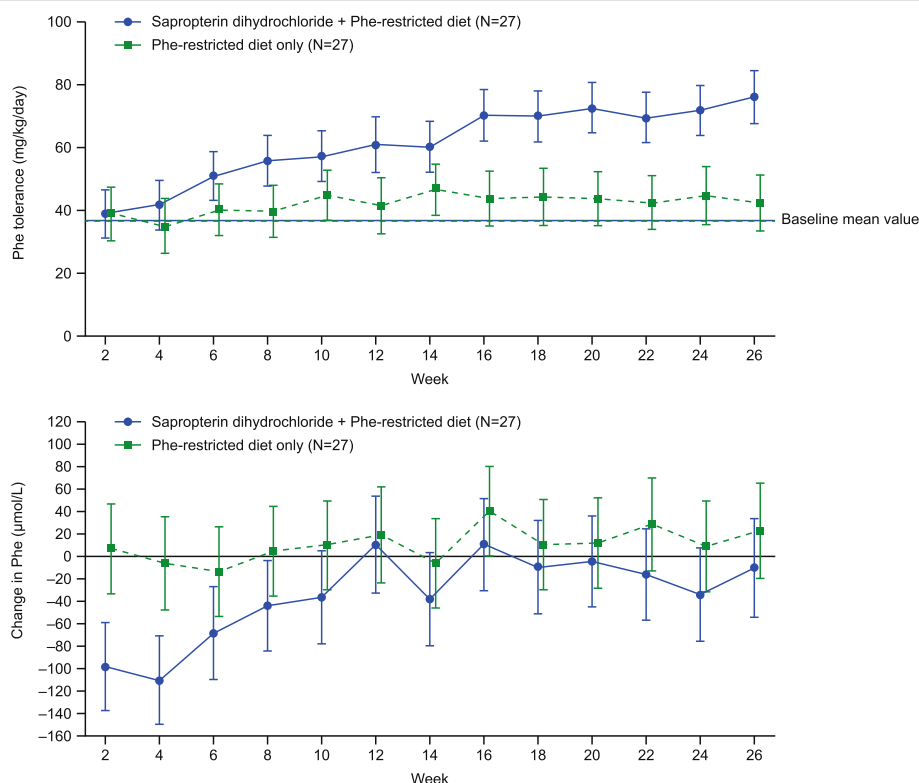 100
Sapropterin dihydrochloride + Phe-restricted diet (N=27)
Phe-restricted diet only (N=27)
80
60
40
20
0
Phe tolerance (mg/kg/day)
Baseline mean value
2 4 6 8 10 12 14 16 18 20 22 24 26
Week
120
Sapropterin dihydrochloride + Phe-restricted diet (N=27)
100
Phe-restricted diet only (N=27)
80
60
40
20
0
–20
–40
–60
–80
–100
–120
–140
–160
Change in Phe (μmol/L)
2 4 6 8 10 12 14 16 18 20 22 24 26
Week